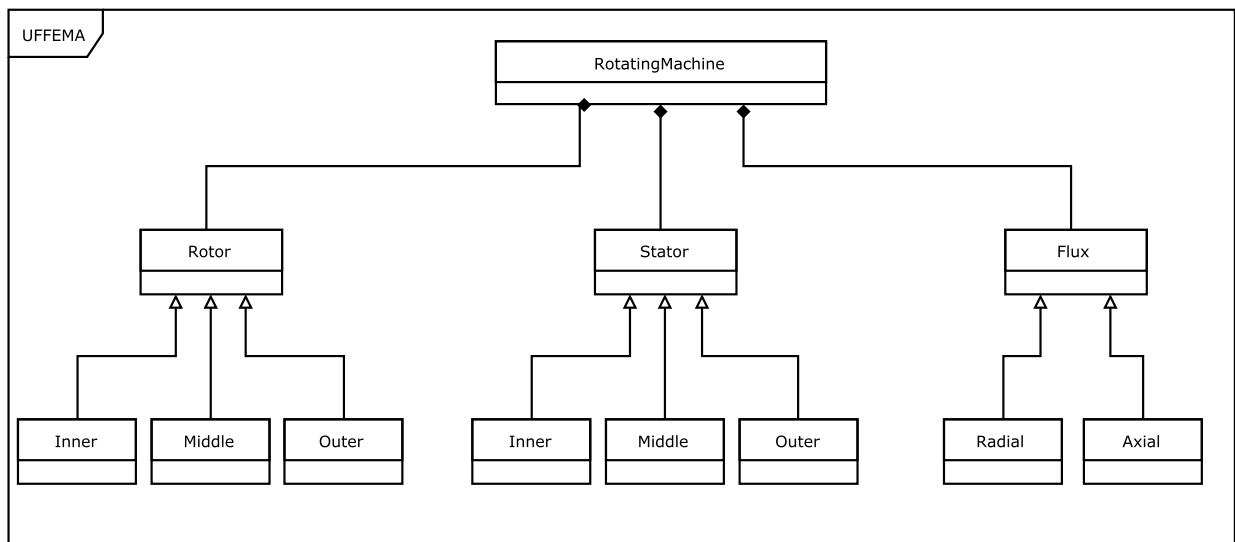 UFFEMA
RotatingMachine
Rotor
Stator
Flux
Inner
Middle
Outer
Inner
Middle
Outer
Radial
Axial